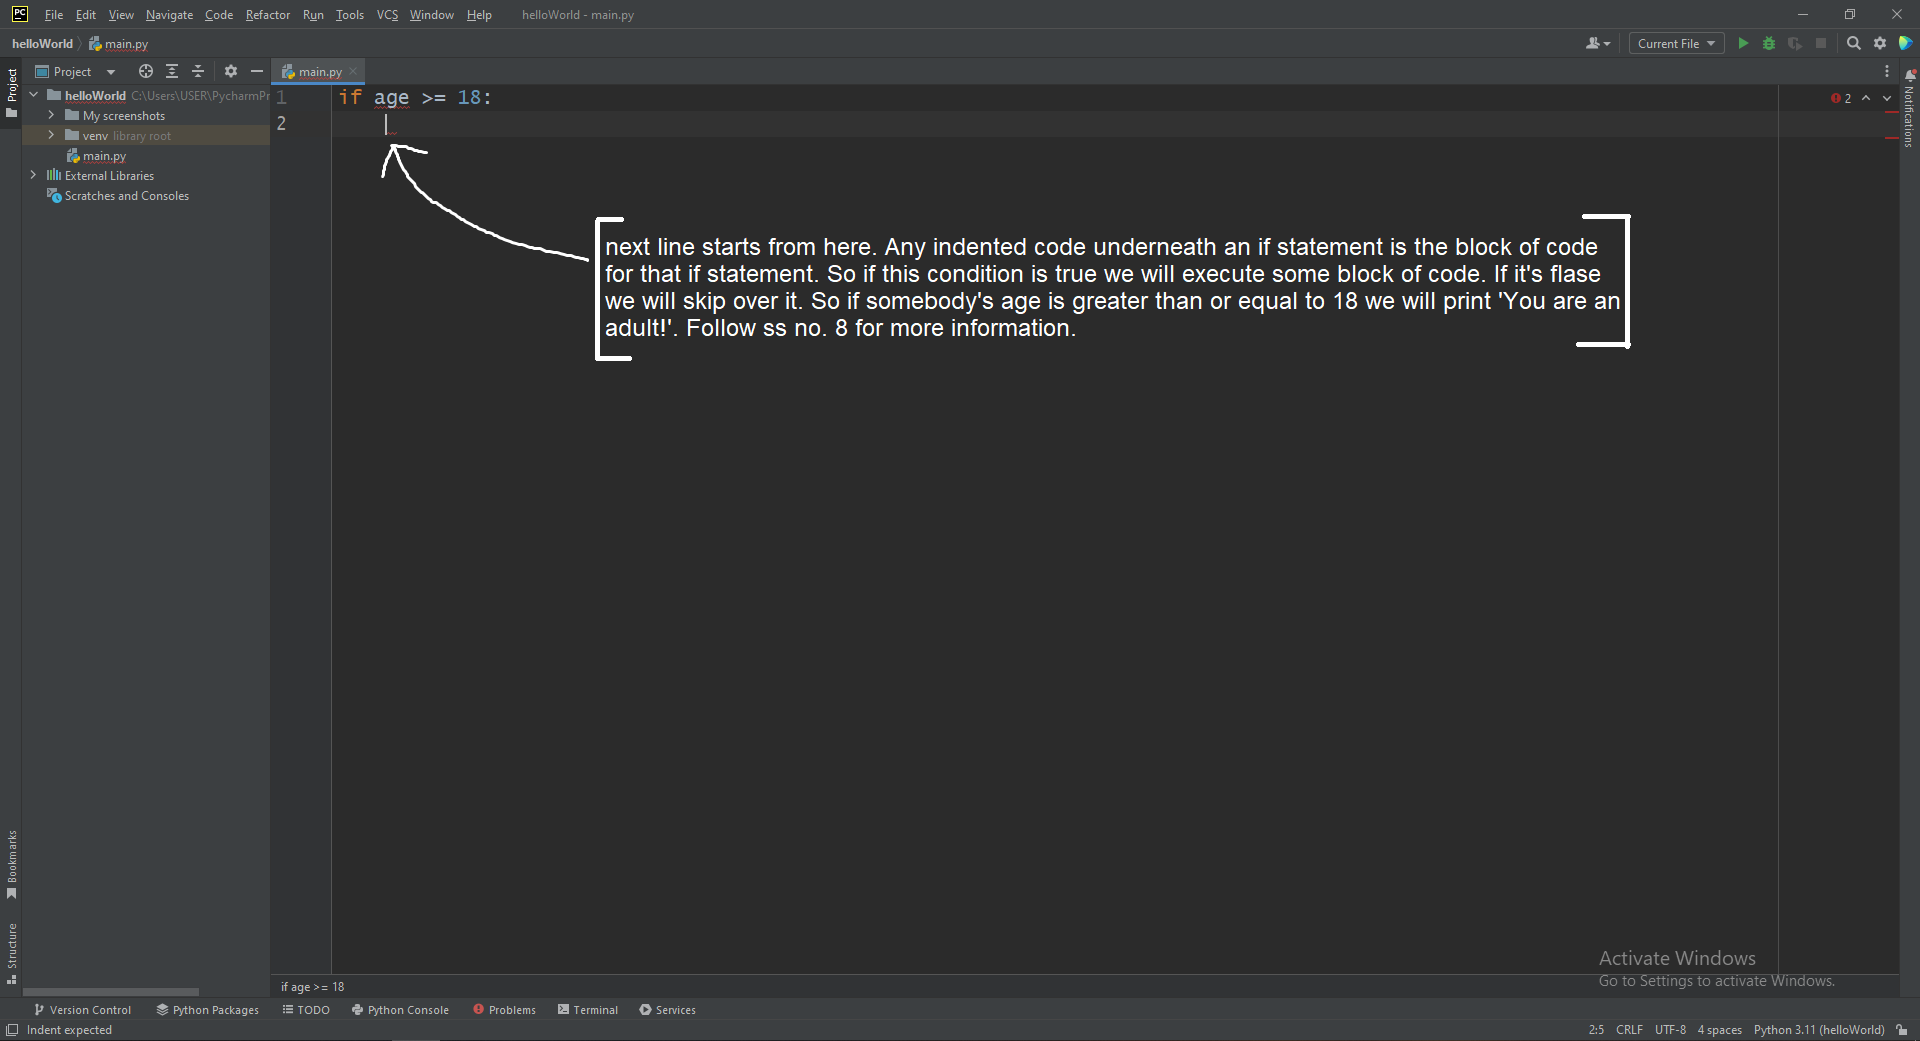 PC File Edit View Navigate Code Refactor Run Tools VCS Window Help helloWorld - main.py
helloWorld main.py
Current File
Project
Project
main.py
helloWorld C:\Users\USER\PycharmPr
My screenshots
venv library root
main.py
External Libraries
Scratches and Consoles
1 if age >= 18:
2
2
Notifications
next line starts from here. Any indented code underneath an if statement is the block of code
for that if statement. So if this condition is true we will execute some block of code. If it's flase
we will skip over it. So if somebody's age is greater than or equal to 18 we will print 'You are an
adult!'. Follow ss no. 8 for more information.
Bookmarks
Structure
Activate Windows
Go to Settings to activate Windows.
if age >= 18
Version Control Python Packages TODO Python Console Problems Terminal Services
Indent expected
2:5 CRLF UTF-8 4 spaces Python 3.11 (helloWorld)